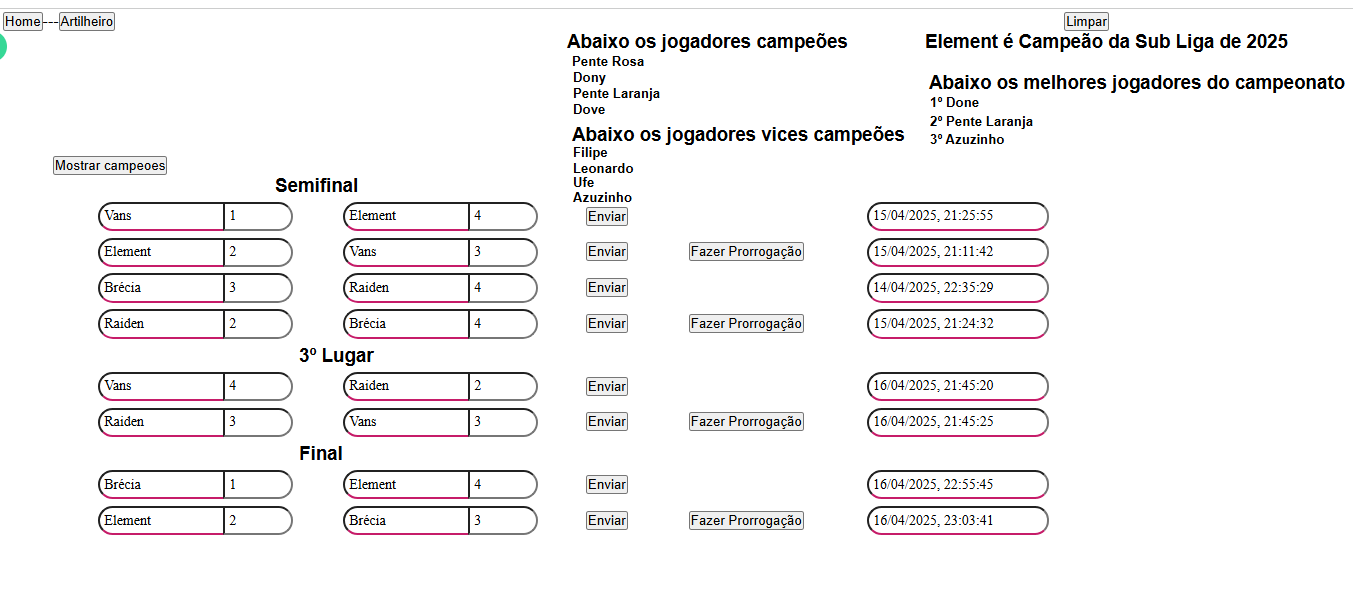 Home---Artilheiro Limpar
Abaixo os jogadores campeões
Pente Rosa
Dony
Pente Laranja
Dove
Abaixo os jogadores vices campeões
Filipe
Leonardo
Ufe
Azuzinho
Element é Campeão da Sub Liga de 2025
Abaixo os melhores jogadores do campeonato
1º Done
2º Pente Laranja
3º Azuzinho
Mostrar campeoes
Semifinal
Vans 1 Element 4 Enviar 15/04/2025, 21:25:55
Element 2 Vans 3 Enviar Fazer Prorrogação 15/04/2025, 21:11:42
Brécia 3 Raiden 4 Enviar 14/04/2025, 22:35:29
Raiden 2 Brécia 4 Enviar Fazer Prorrogação 15/04/2025, 21:24:32
3º Lugar
Vans 4 Raiden 2 Enviar 16/04/2025, 21:45:20
Raiden 3 Vans 3 Enviar Fazer Prorrogação 16/04/2025, 21:45:25
Final
Brécia 1 Element 4 Enviar 16/04/2025, 22:55:45
Element 2 Brécia 3 Enviar Fazer Prorrogação 16/04/2025, 23:03:41